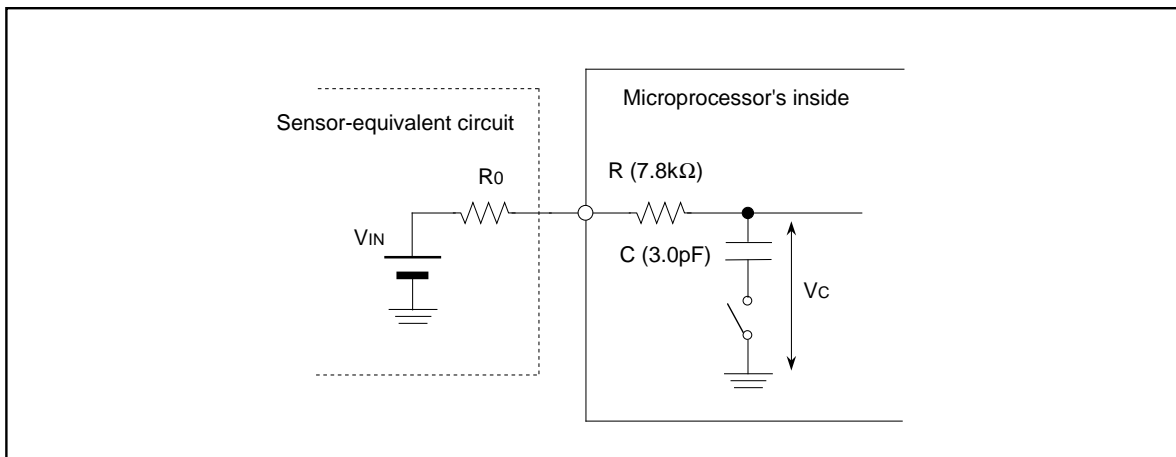 Microprocessor's inside
Sensor-equivalent circuit
R0
R (7.8kΩ)
VIN
C (3.0pF)
VC